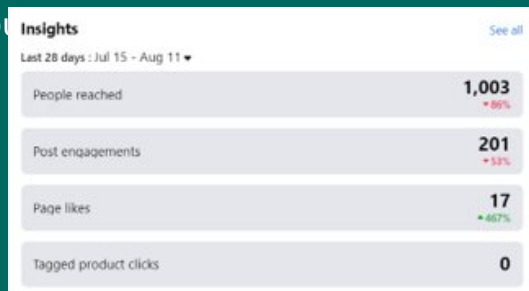 Insights
See all
Last 28 days : Jul 15 - Aug 11
People reached
1,003
86%
Post engagements
201
53%
Page likes
17
467%
Tagged product clicks
0